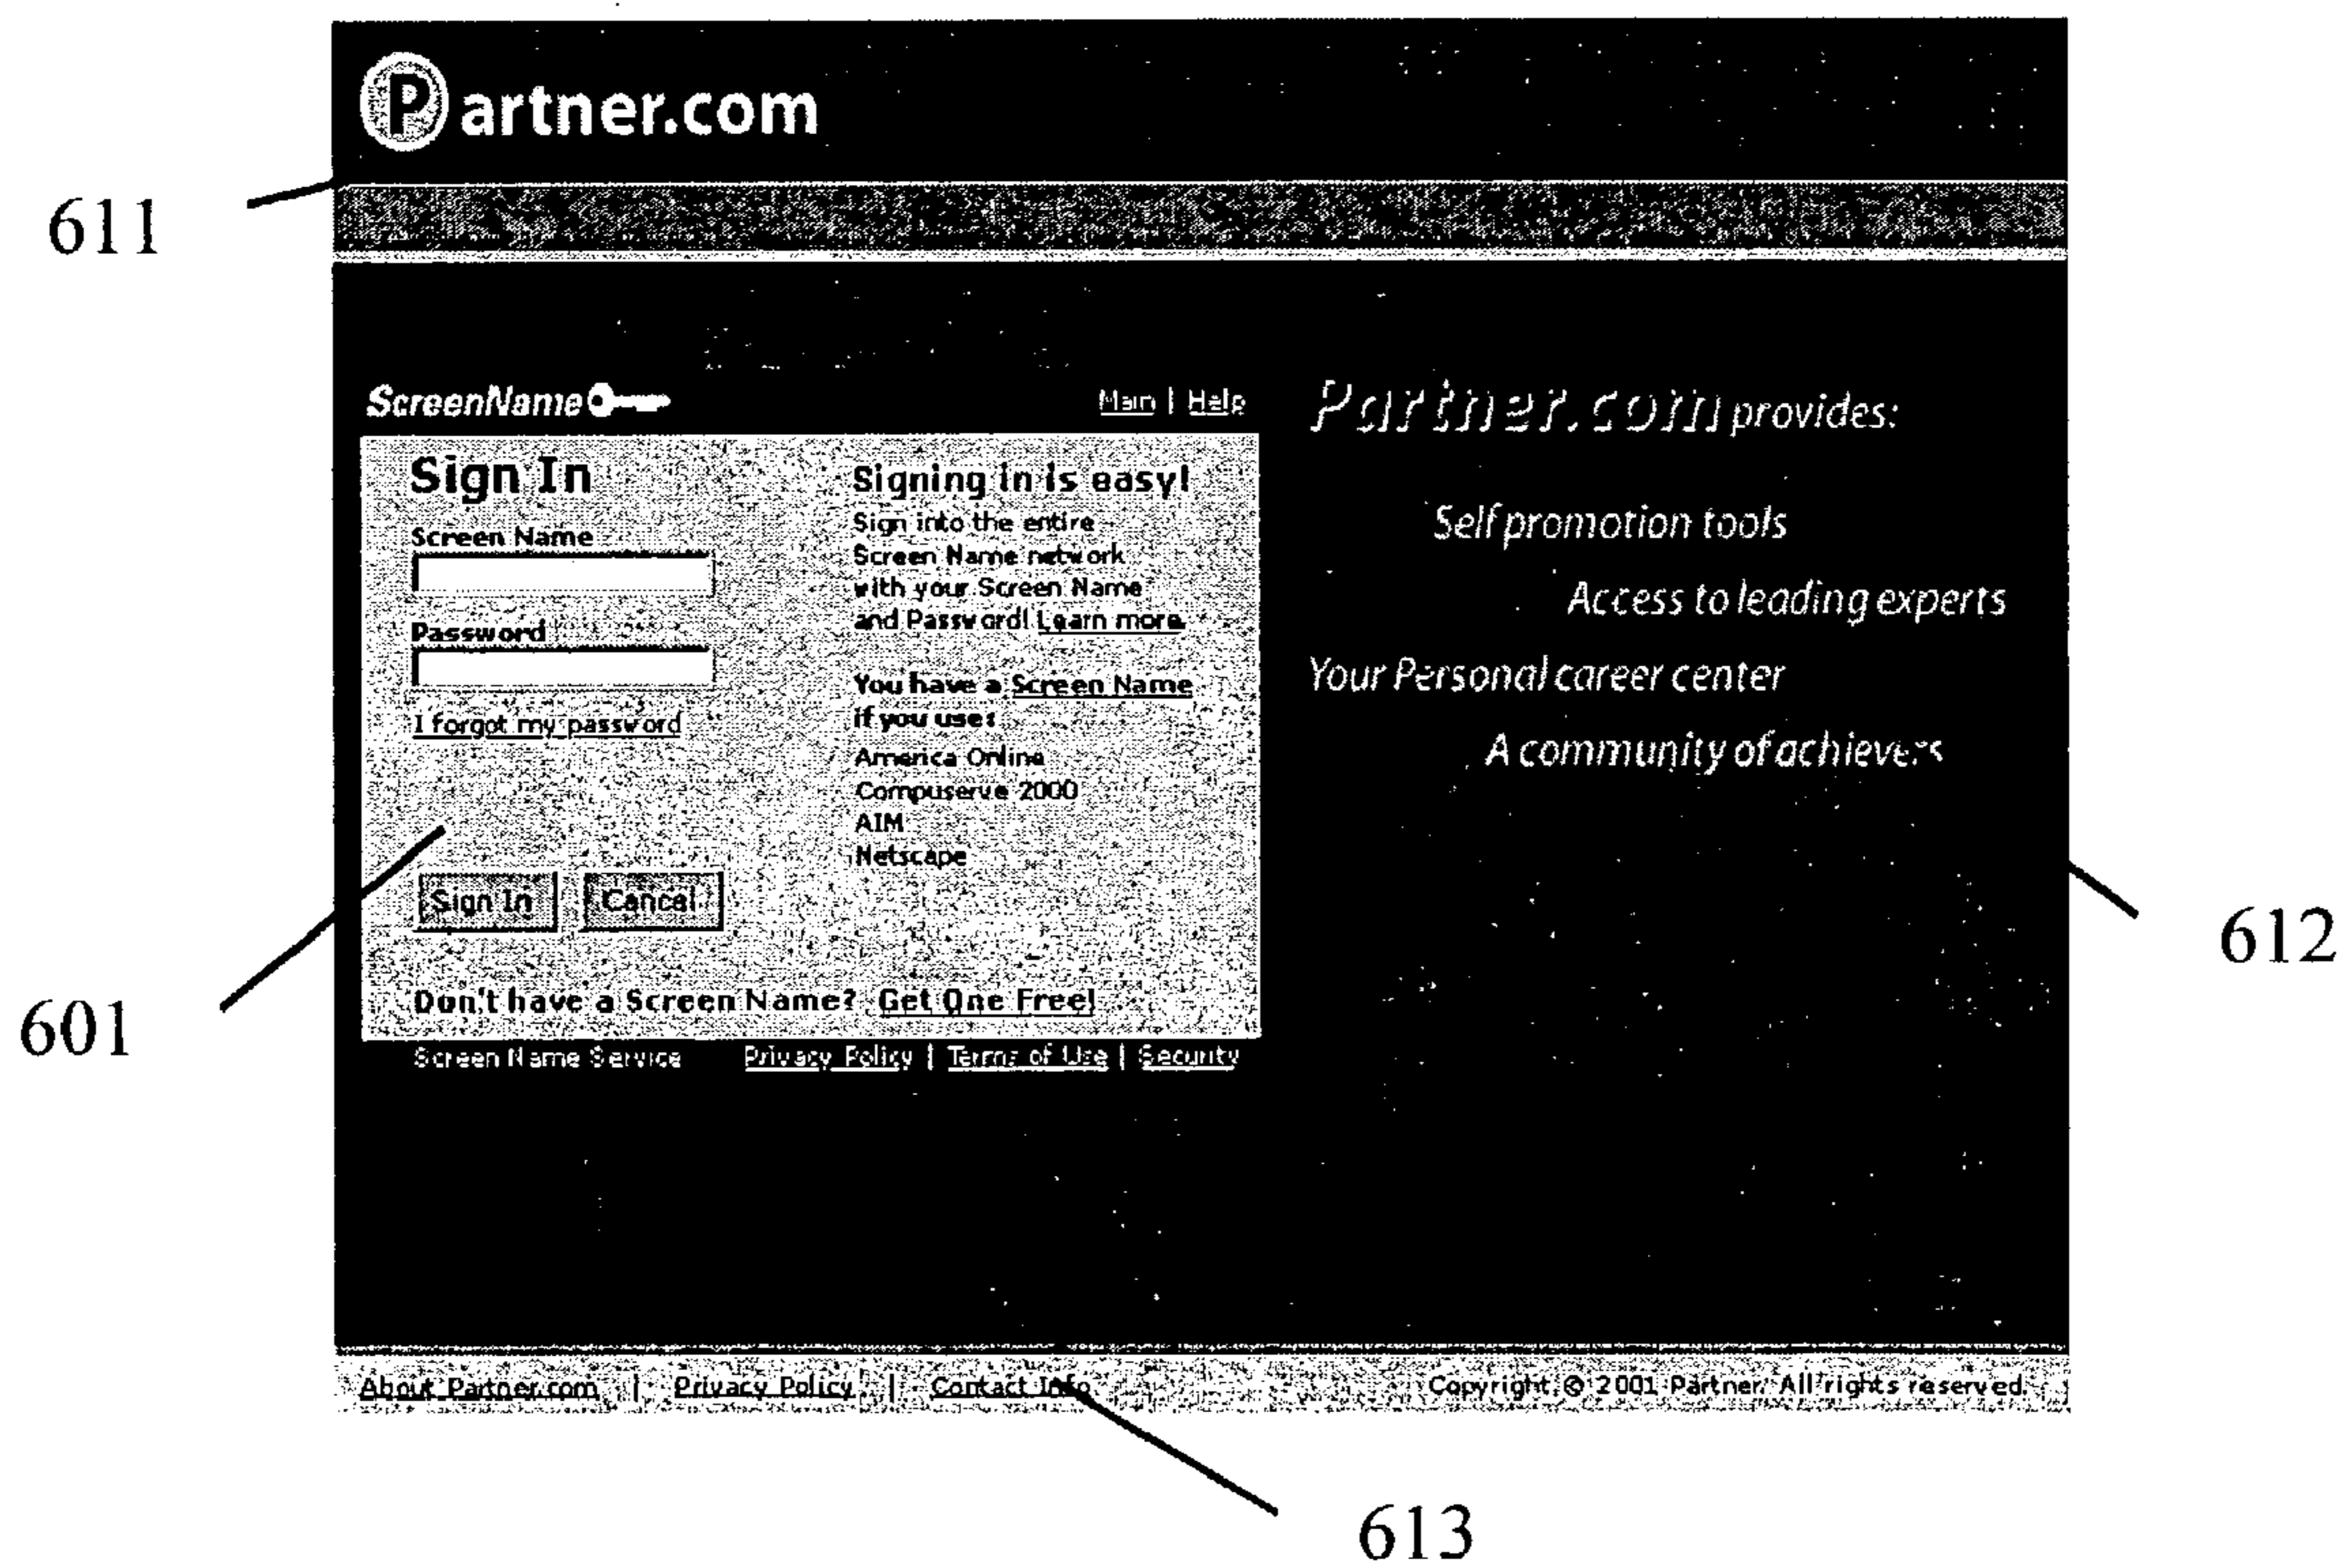 Partner.com
611
ScreenName
Main | Help
Sign In
Screen Name
Password
I forgot my password
Sign In
Cancel
Signing in is easy!
Sign into the entire
Screen Name network
with your Screen Name
and Password! Learn more
You have a Screen Name
if you use:
America Online
Compuserve 2000
AIM
Netscape
Don't have a Screen Name? Get One Free!
Screen Name Service
Privacy Policy | Terms of Use | Security
Partner.com provides:
Self promotion tools
Access to leading experts
Your Personal career center
A community of achievers
612
601
About Partner.com | Privacy Policy | Contact Info
Copyright © 2001 Partner. All rights reserved.
613